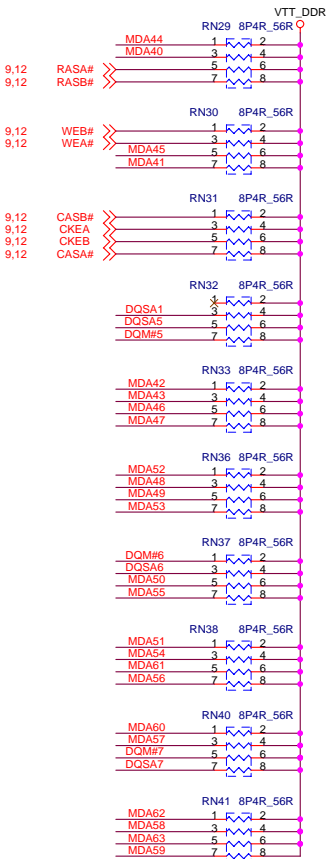 VTT_DDR
RN29 8P4R_56R
MDA44 1 2
MDA40 3 4
9,12 RASA# 5 6
9,12 RASB# 7 8
RN30 8P4R_56R
9,12 WEB# 1 2
9,12 WEA# 3 4
MDA45 5 6
MDA41 7 8
RN31 8P4R_56R
9,12 CASB# 1 2
9,12 CKEA 3 4
9,12 CKEB 5 6
9,12 CASA# 7 8
RN32 8P4R_56R
1 2
DQSA1 3 4
DQSA5 5 6
DQM#5 7 8
RN33 8P4R_56R
MDA42 1 2
MDA43 3 4
MDA46 5 6
MDA47 7 8
RN36 8P4R_56R
MDA52 1 2
MDA48 3 4
MDA49 5 6
MDA53 7 8
RN37 8P4R_56R
DQM#6 1 2
DQSA6 3 4
MDA50 5 6
MDA55 7 8
RN38 8P4R_56R
MDA51 1 2
MDA54 3 4
MDA61 5 6
MDA56 7 8
RN40 8P4R_56R
MDA60 1 2
MDA57 3 4
DQM#7 5 6
DQSA7 7 8
RN41 8P4R_56R
MDA62 1 2
MDA58 3 4
MDA63 5 6
MDA59 7 8